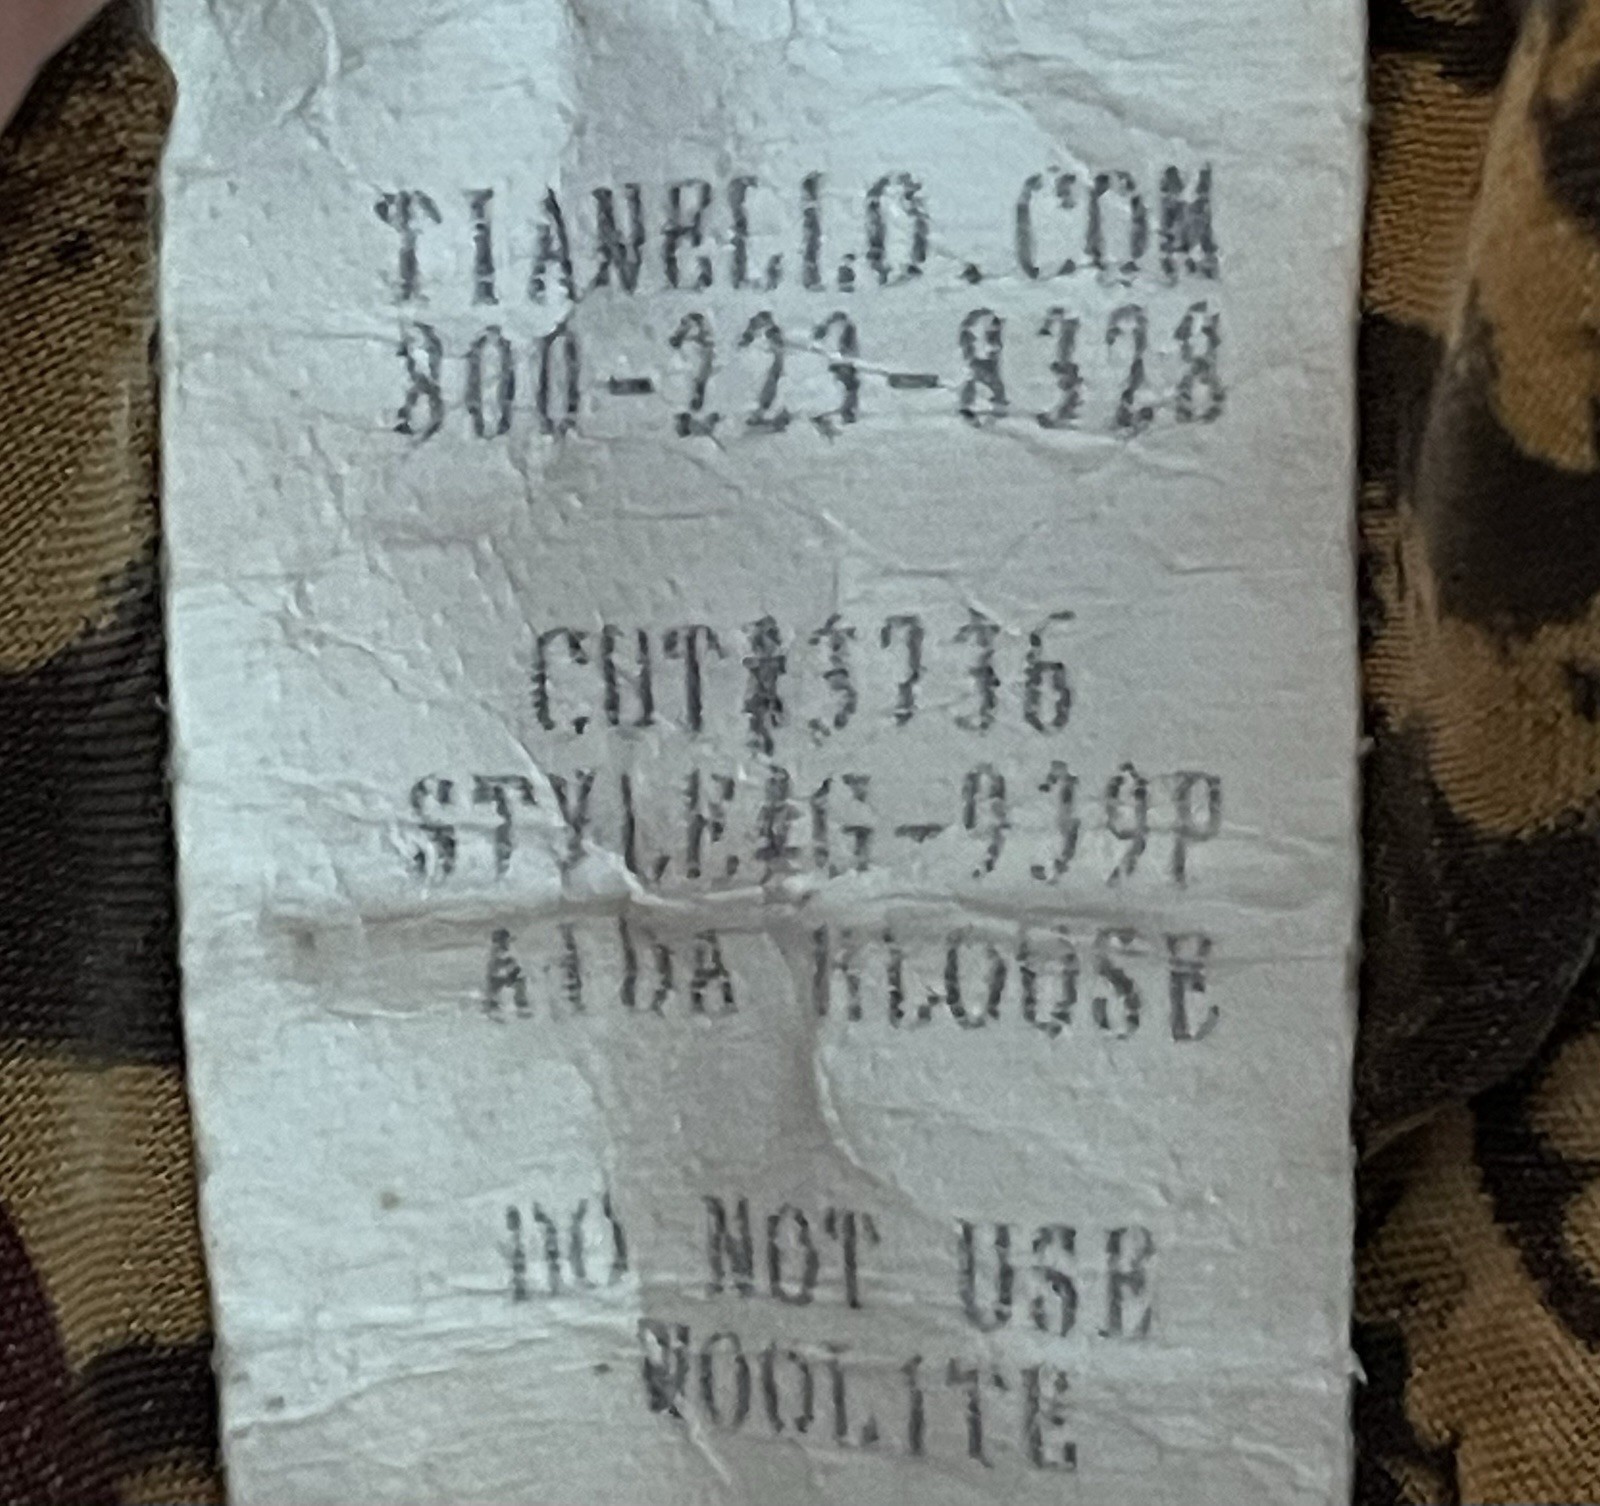 TIANELLO.COM
800-223-8328
CUT#3736
STYLE#G-939P
AIDA BLOUSE
DO NOT USE
WOOLITE